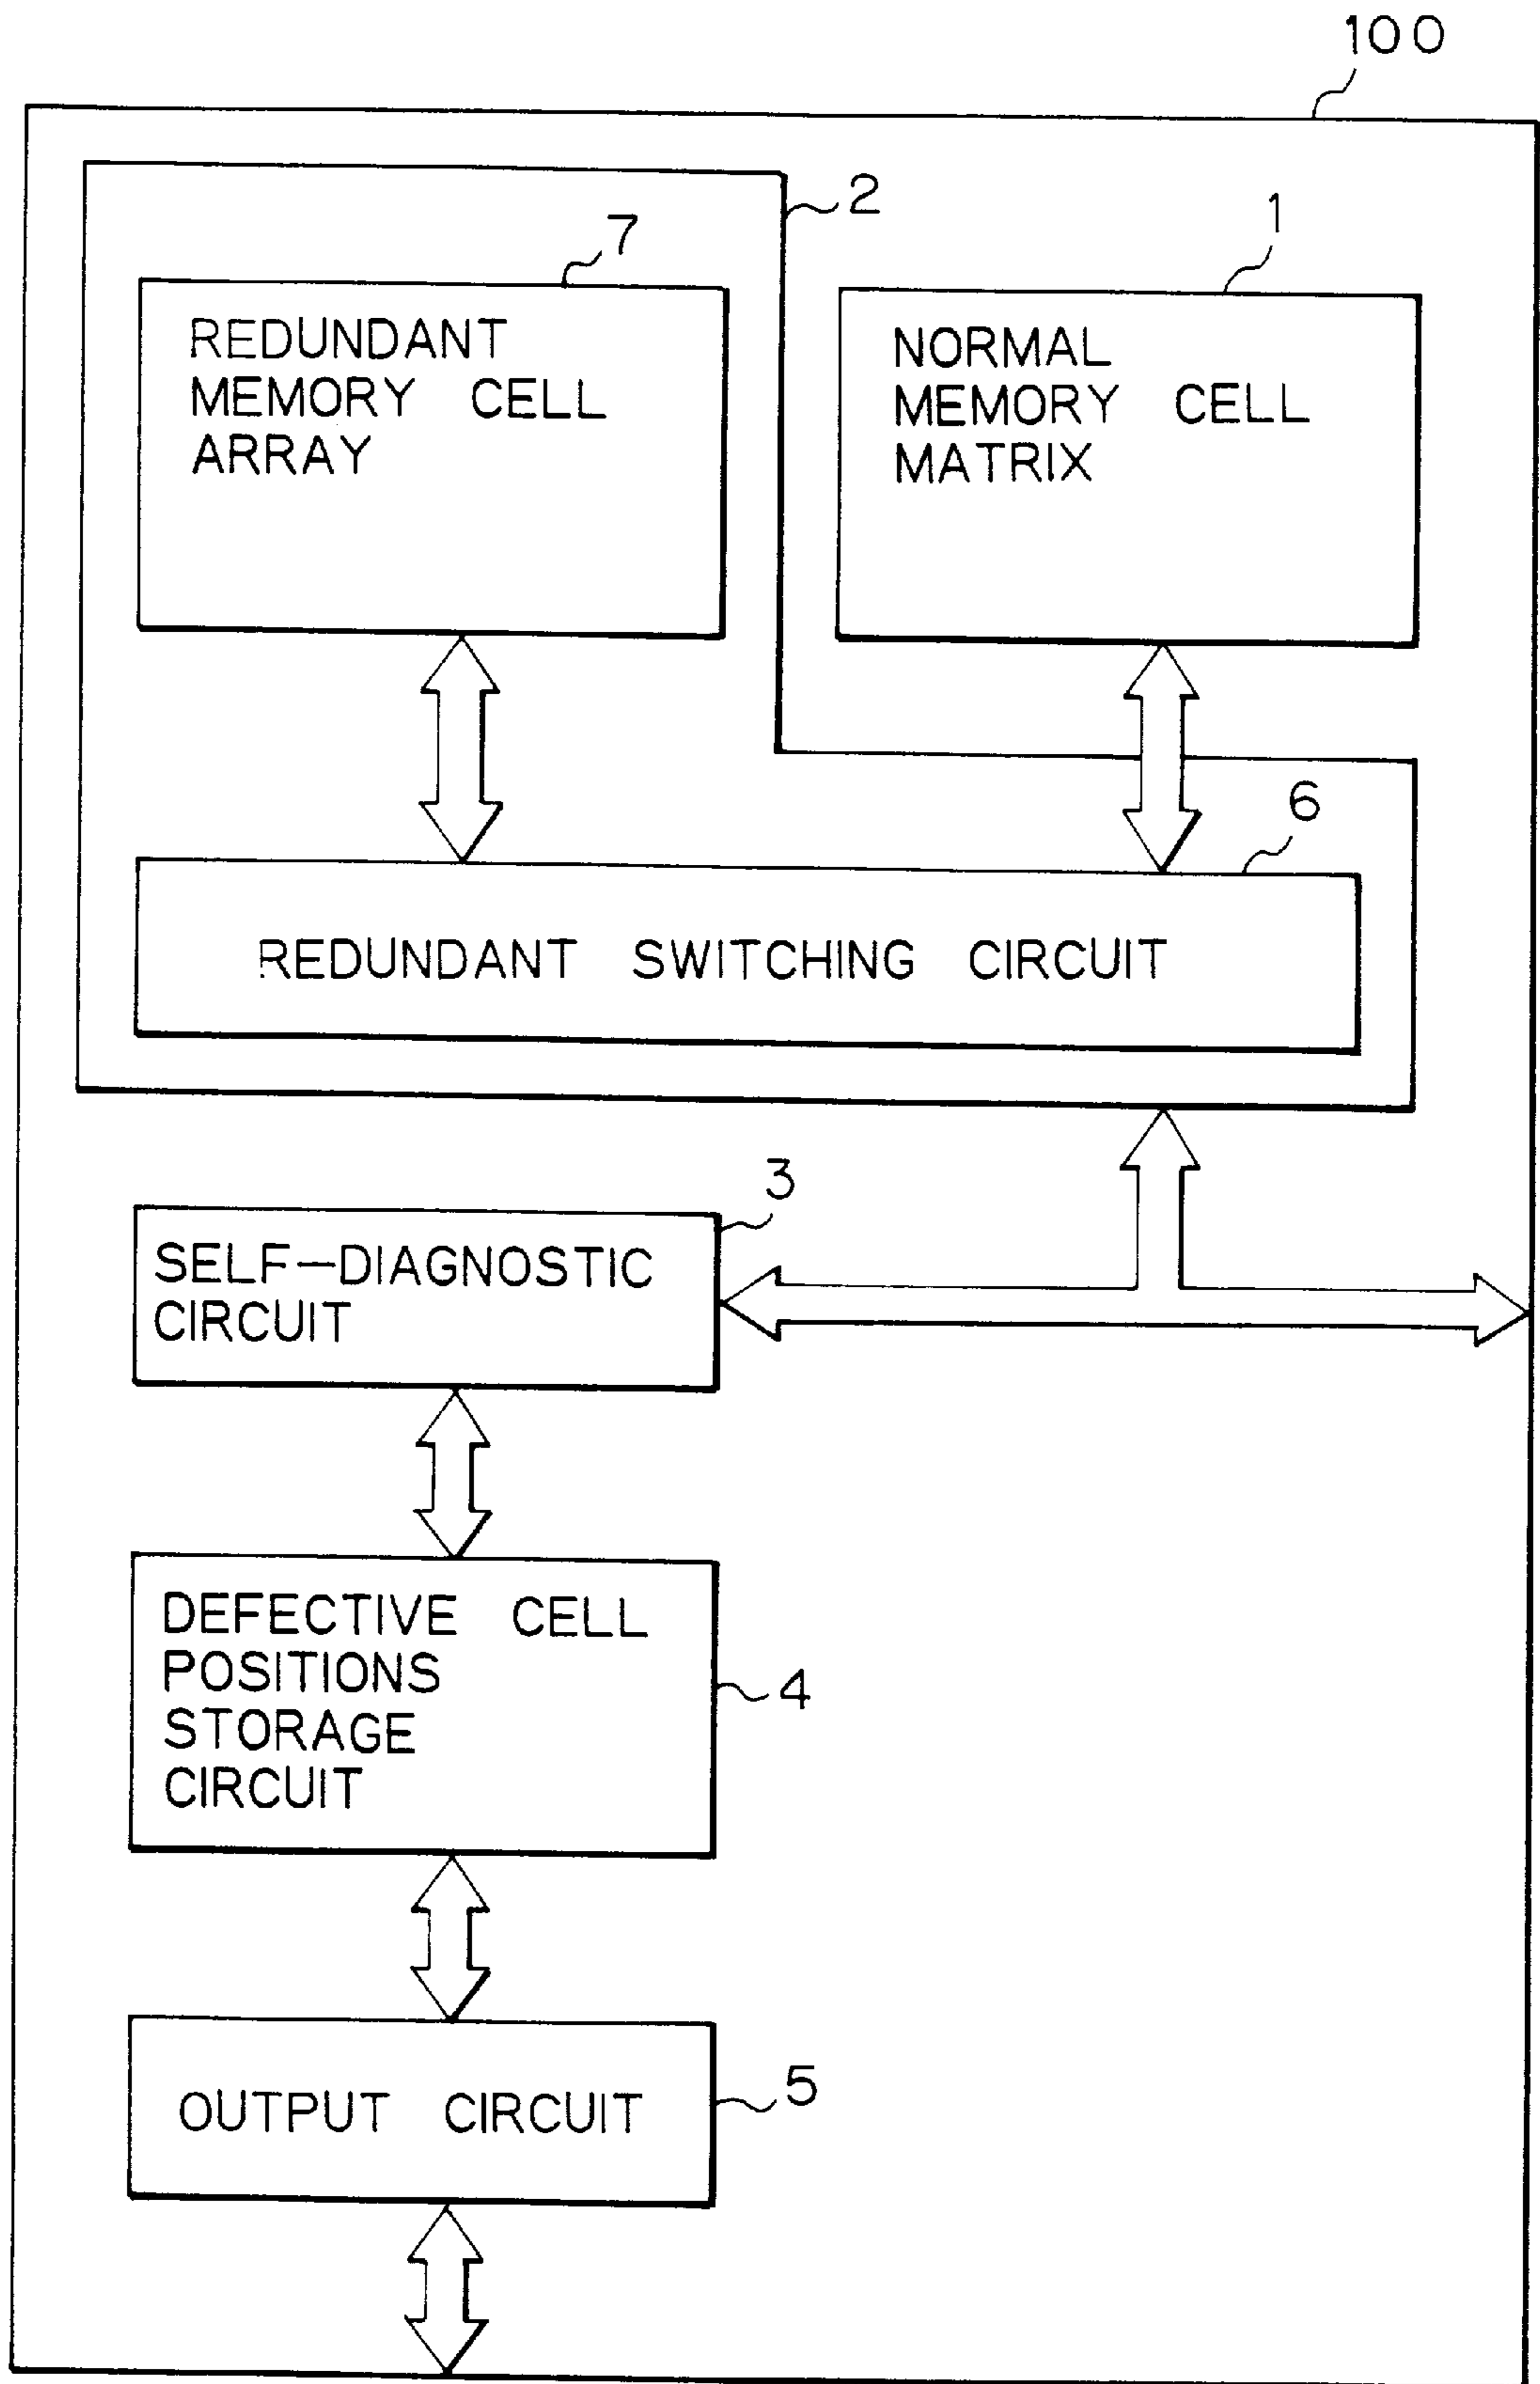 100
2
7
1
REDUNDANT
MEMORY CELL
ARRAY
NORMAL
MEMORY CELL
MATRIX
6
REDUNDANT SWITCHING CIRCUIT
3
SELF-DIAGNOSTIC
CIRCUIT
DEFECTIVE CELL
POSITIONS
STORAGE
CIRCUIT
4
OUTPUT CIRCUIT
5